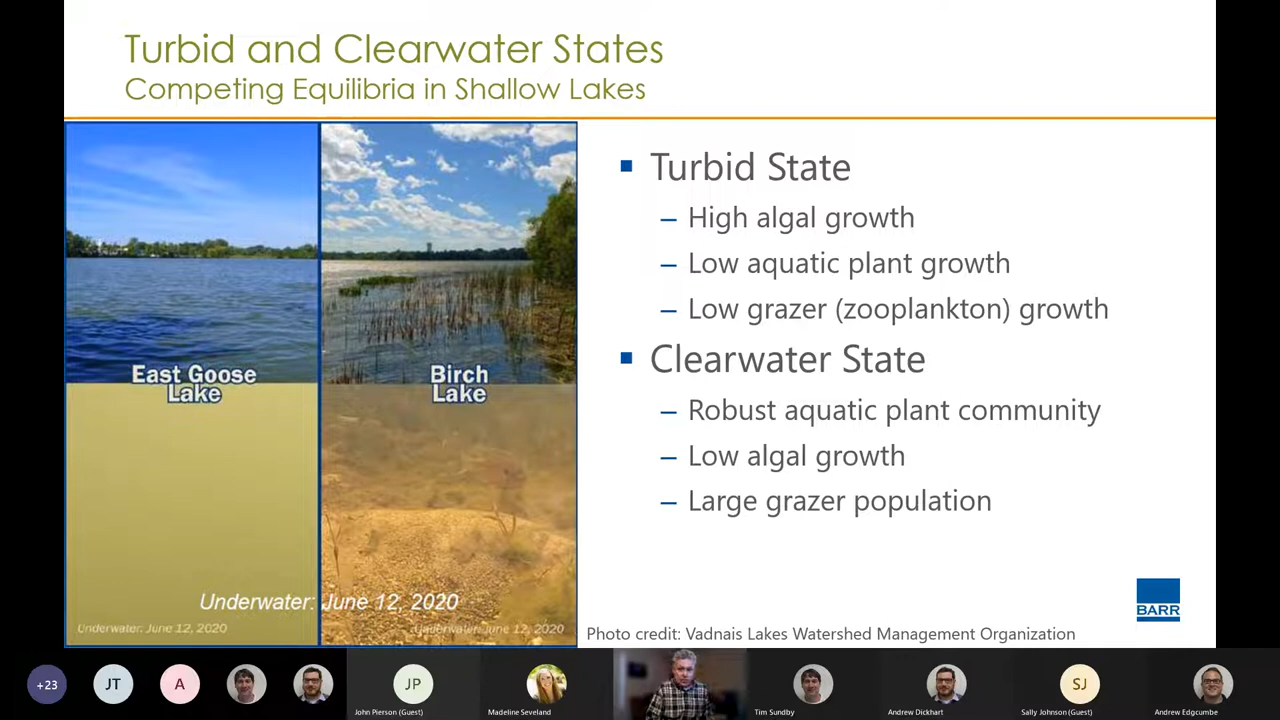 Turbid and Clearwater States
Competing Equilibria in Shallow Lakes
East Goose
Lake
Birch
Lake
Underwater: June 12, 2020
Underwater: June 12, 2020
Underwater: June 12, 2020
▪ Turbid State
– High algal growth
– Low aquatic plant growth
– Low grazer (zooplankton) growth
▪ Clearwater State
– Robust aquatic plant community
– Low algal growth
– Large grazer population
BARR
Photo credit: Vadnais Lakes Watershed Management Organization
+23
JT
A
JP
John Pierson (Guest)
Madeline Seveland
Tim Sundby
Andrew Dickhart
SJ
Sally Johnson (Guest)
Andrew Edgcumbe